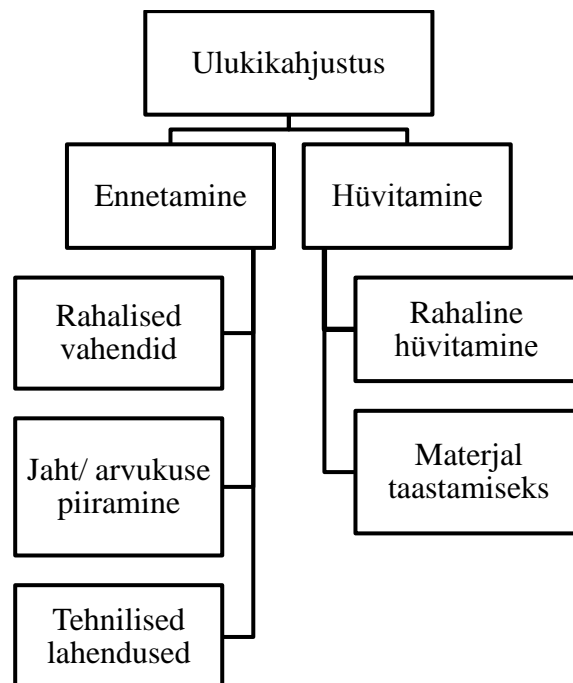 Ulukikahjustus
Ennetamine
Hüvitamine
Rahalised
vahendid
Jaht/ arvukuse
piiramine
Tehnilised
lahendused
Rahaline
hüvitamine
Materjal
taastamiseks